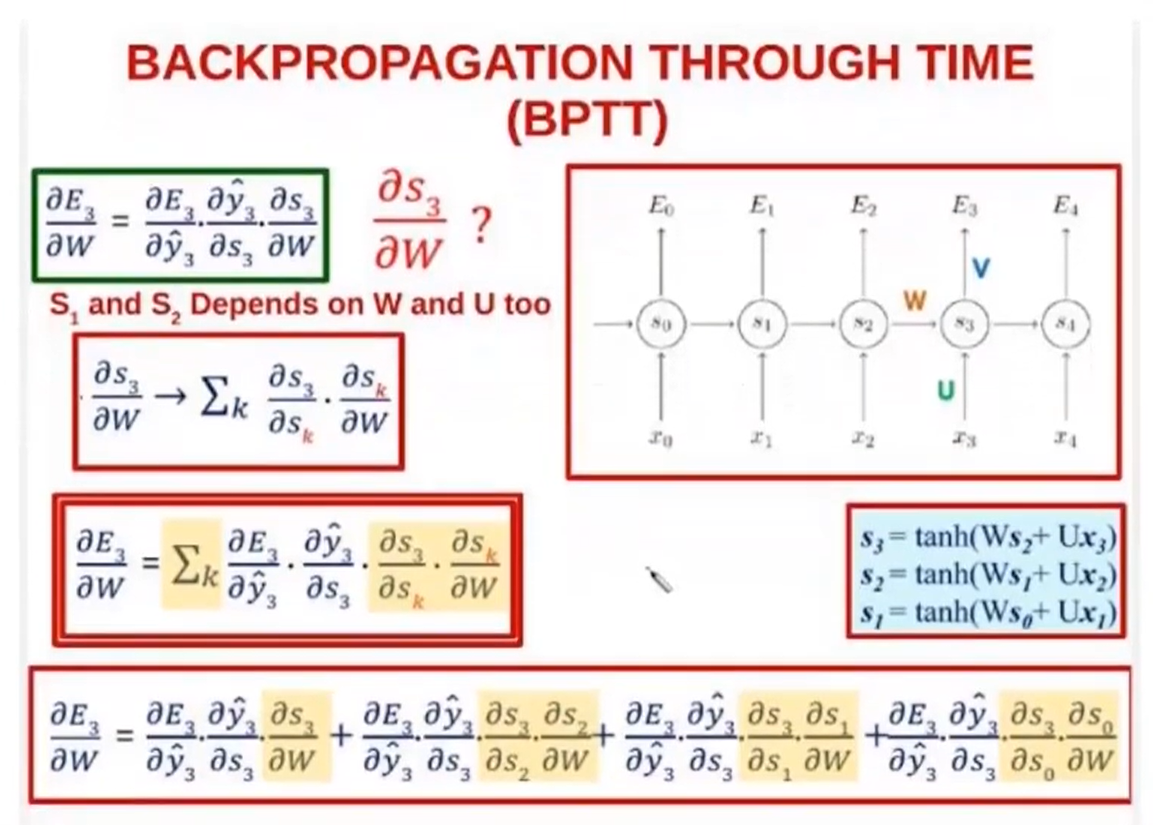 BACKPROPAGATION THROUGH TIME
(BPTT)
∂E₃/∂W = ∂E₃/∂ŷ₃ . ∂ŷ₃/∂s₃ . ∂s₃/∂W
∂s₃/∂W ?
S₁ and S₂ Depends on W and U too
∂s₃/∂W → ∑k ∂s₃/∂sₖ . ∂sₖ/∂W
E₀ E₁ E₂ E₃ E₄
V
W
s₀ s₁ s₂ s₃ s₄
U
x₀ x₁ x₂ x₃ x₄
∂E₃/∂W = ∑k ∂E₃/∂ŷ₃ . ∂ŷ₃/∂s₃ . ∂s₃/∂sₖ . ∂sₖ/∂W
s₃ = tanh(Ws₂+ Ux₃)
s₂ = tanh(Ws₁+ Ux₂)
s₁ = tanh(Ws₀+ Ux₁)
∂E₃/∂W = ∂E₃/∂ŷ₃ . ∂ŷ₃/∂s₃ . ∂s₃/∂W + ∂E₃/∂ŷ₃ . ∂ŷ₃/∂s₃ . ∂s₃/∂s₂ . ∂s₂/∂W + ∂E₃/∂ŷ₃ . ∂ŷ₃/∂s₃ . ∂s₃/∂s₁ . ∂s₁/∂W + ∂E₃/∂ŷ₃ . ∂ŷ₃/∂s₃ . ∂s₃/∂s₀ . ∂s₀/∂W